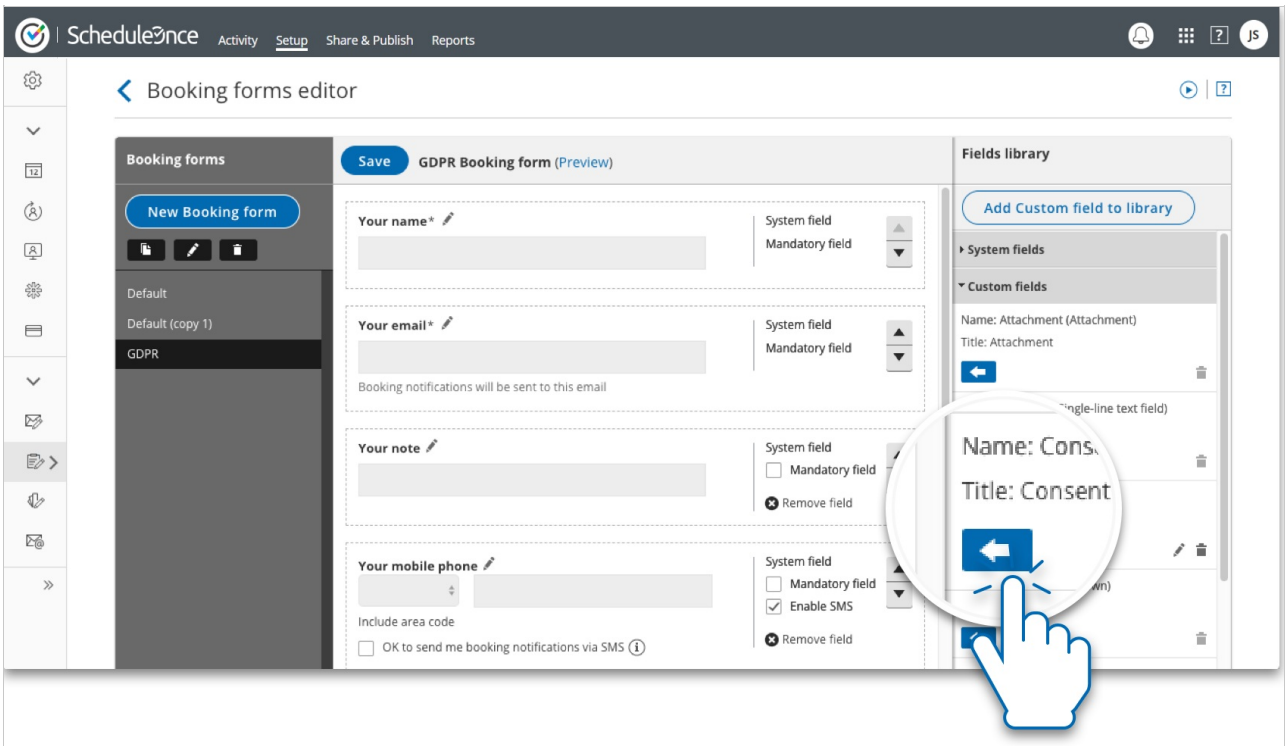 ScheduleOnce Activity Setup Share & Publish Reports JS
Booking forms editor
Booking forms
New Booking form
Default
Default (copy 1)
GDPR
Save GDPR Booking form (Preview)
Your name*
System field
Mandatory field
Your email*
System field
Mandatory field
Booking notifications will be sent to this email
Your note
System field
Mandatory field
Remove field
Your mobile phone
System field
Mandatory field
Enable SMS
Include area code
OK to send me booking notifications via SMS
Remove field
Fields library
Add Custom field to library
System fields
Custom fields
Name: Attachment (Attachment)
Title: Attachment
text field)
Name:
Title: Consent